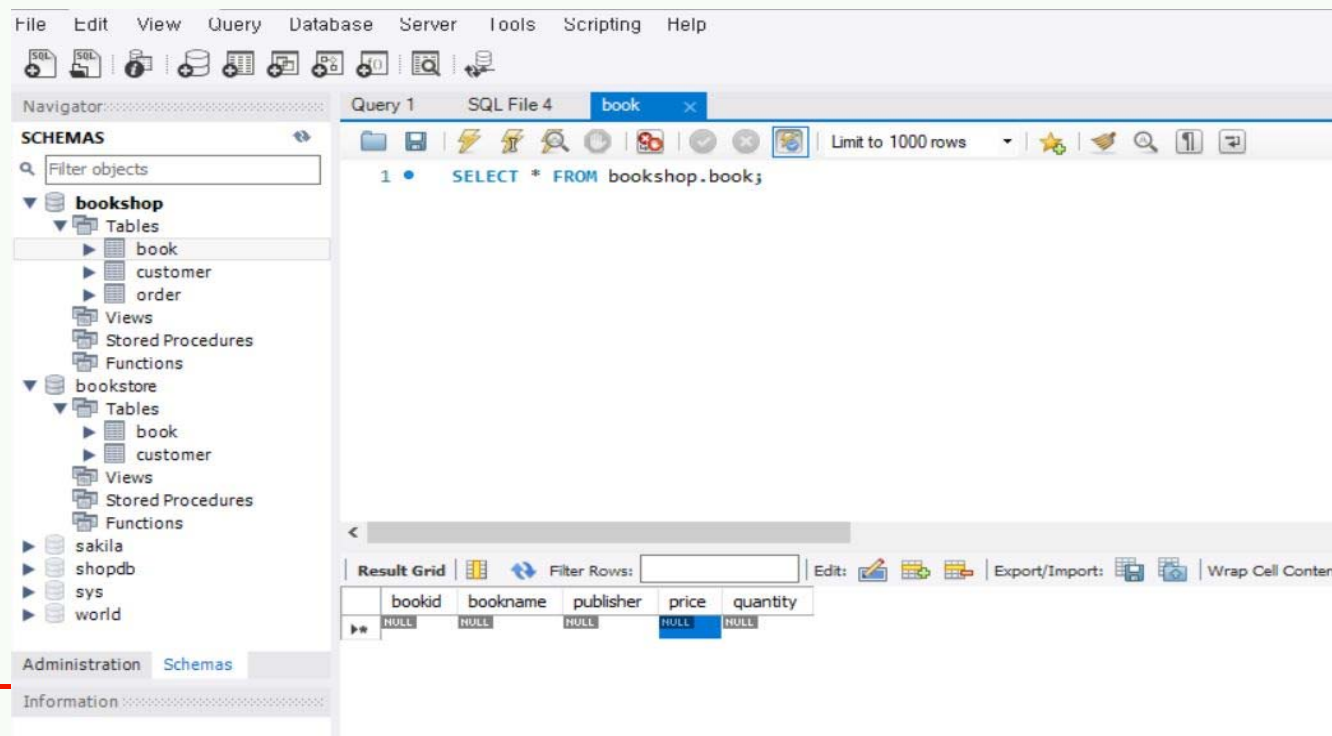 File Edit View Query Database Server Tools Scripting Help
SQL SQL
Navigator
SCHEMAS
Filter objects
bookshop
Tables
book
customer
order
Views
Stored Procedures
Functions
bookstore
Tables
book
customer
Views
Stored Procedures
Functions
sakila
shopdb
sys
world
Administration Schemas
Information
Query 1 SQL File 4 book
Limit to 1000 rows
1 SELECT * FROM bookshop.book;
Result Grid Filter Rows: Edit: Export/Import: Wrap Cell Conten
bookid bookname publisher price quantity
NULL NULL NULL NULL NULL